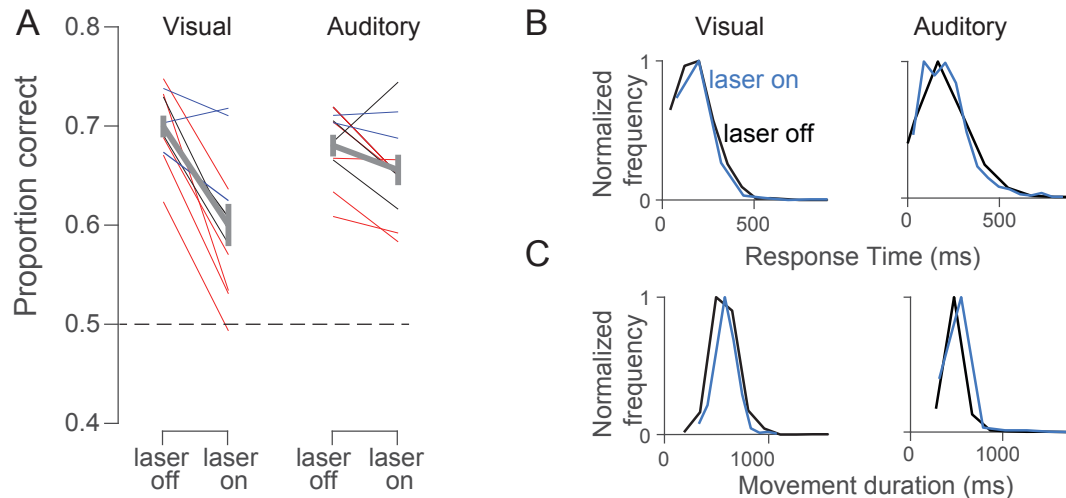 A
Visual
Auditory
Proportion correct
0.8
0.7
0.6
0.5
0.4
laser off
laser on
laser off
laser on
B
Visual
Auditory
Normalized frequency
1
0
laser on
laser off
0
500
0
500
Response Time (ms)
C
Normalized frequency
1
0
0
1000
0
1000
Movement duration (ms)